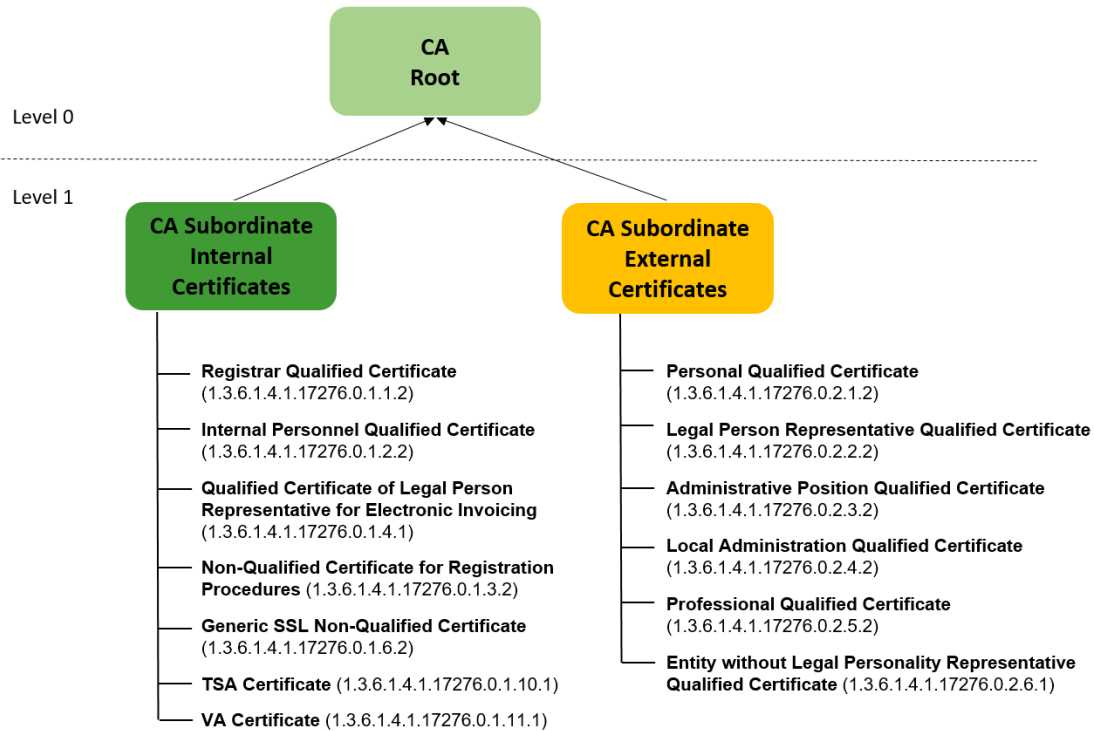 CA
Root
Level 0
Level 1
CA Subordinate
Internal
Certificates
CA Subordinate
External
Certificates
Registrar Qualified Certificate
(1.3.6.1.4.1.17276.0.1.1.2)
Internal Personnel Qualified Certificate
(1.3.6.1.4.1.17276.0.1.2.2)
Qualified Certificate of Legal Person
Representative for Electronic Invoicing
(1.3.6.1.4.1.17276.0.1.4.1)
Non-Qualified Certificate for Registration
Procedures (1.3.6.1.4.1.17276.0.1.3.2)
Generic SSL Non-Qualified Certificate
(1.3.6.1.4.1.17276.0.1.6.2)
TSA Certificate (1.3.6.1.4.1.17276.0.1.10.1)
VA Certificate (1.3.6.1.4.1.17276.0.1.11.1)
Personal Qualified Certificate
(1.3.6.1.4.1.17276.0.2.1.2)
Legal Person Representative Qualified Certificate
(1.3.6.1.4.1.17276.0.2.2.2)
Administrative Position Qualified Certificate
(1.3.6.1.4.1.17276.0.2.3.2)
Local Administration Qualified Certificate
(1.3.6.1.4.1.17276.0.2.4.2)
Professional Qualified Certificate
(1.3.6.1.4.1.17276.0.2.5.2)
Entity without Legal Personality Representative
Qualified Certificate (1.3.6.1.4.1.17276.0.2.6.1)